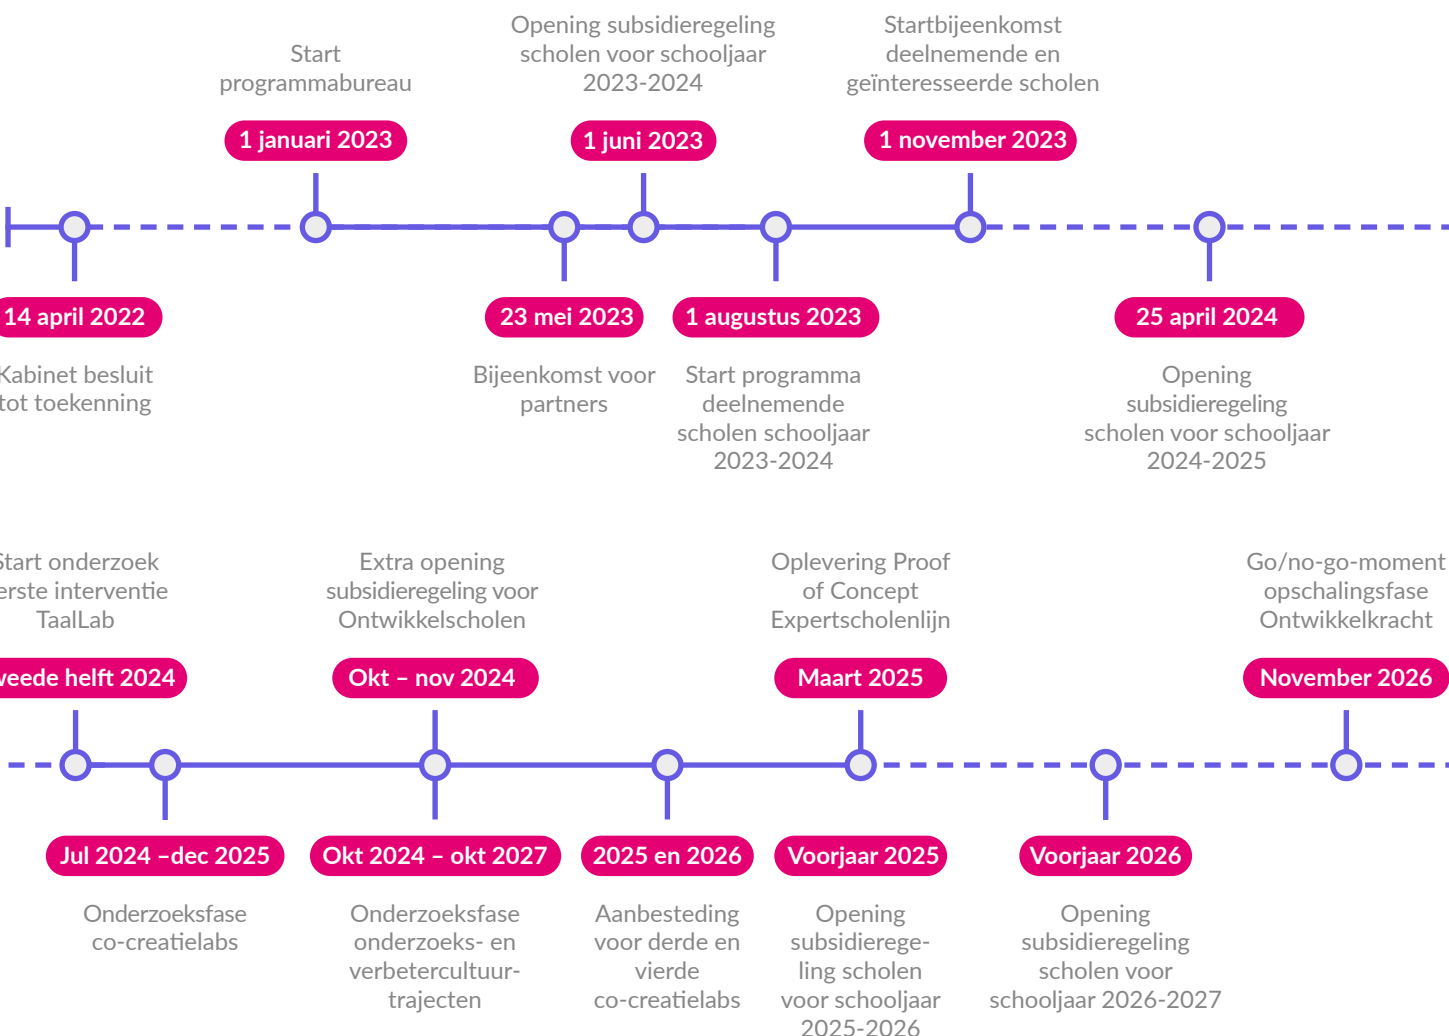 Start
programmabureau
1 januari 2023
Opening subsidieregeling
scholen voor schooljaar
2023-2024
1 juni 2023
Startbijeenkomst
deelnemende en
geïnteresseerde scholen
1 november 2023
14 april 2022
Kabinet besluit
tot toekenning
23 mei 2023
Bijeenkomst voor
partners
1 augustus 2023
Start programma
deelnemende
scholen schooljaar
2023-2024
25 april 2024
Opening
subsidieregeling
scholen voor schooljaar
2024-2025
Start onderzoek
erste interventie
TaalLab
weede helft 2024
Extra opening
subsidieregeling voor
Ontwikkelscholen
Okt – nov 2024
Oplevering Proof
of Concept
Expertscholenlijn
Maart 2025
Go/no-go-moment
opschalingsfase
Ontwikkelkracht
November 2026
Jul 2024 –dec 2025
Onderzoeksfase
co-creatielabs
Okt 2024 – okt 2027
Onderzoeksfase
onderzoeks- en
verbetercultuur-
trajecten
2025 en 2026
Aanbesteding
voor derde en
vierde
co-creatielabs
Voorjaar 2025
Opening
subsidierege-
ling scholen
voor schooljaar
2025-2026
Voorjaar 2026
Opening
subsidieregeling
scholen voor
schooljaar 2026-2027